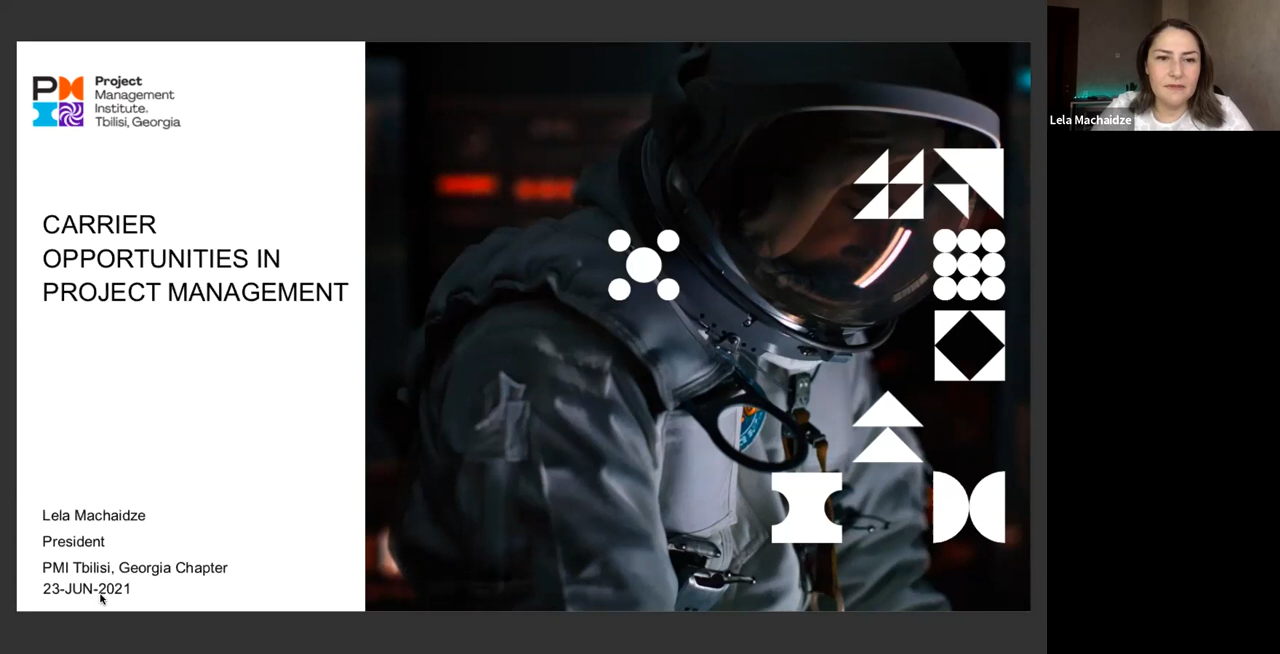 PM
Project
Management
Institute.
Tbilisi, Georgia
CARRIER
OPPORTUNITIES IN
PROJECT MANAGEMENT
Lela Machaidze
President
PMI Tbilisi, Georgia Chapter
23-JUN-2021
Lela Machaidze